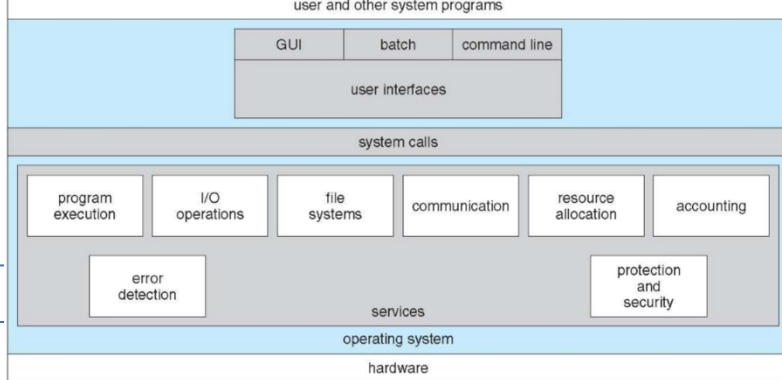 user and other system programs
GUI batch command line
user interfaces
system calls
program
execution
I/O
operations
file
systems
communication
resource
allocation
accounting
error
detection
protection
and
security
services
operating system
hardware